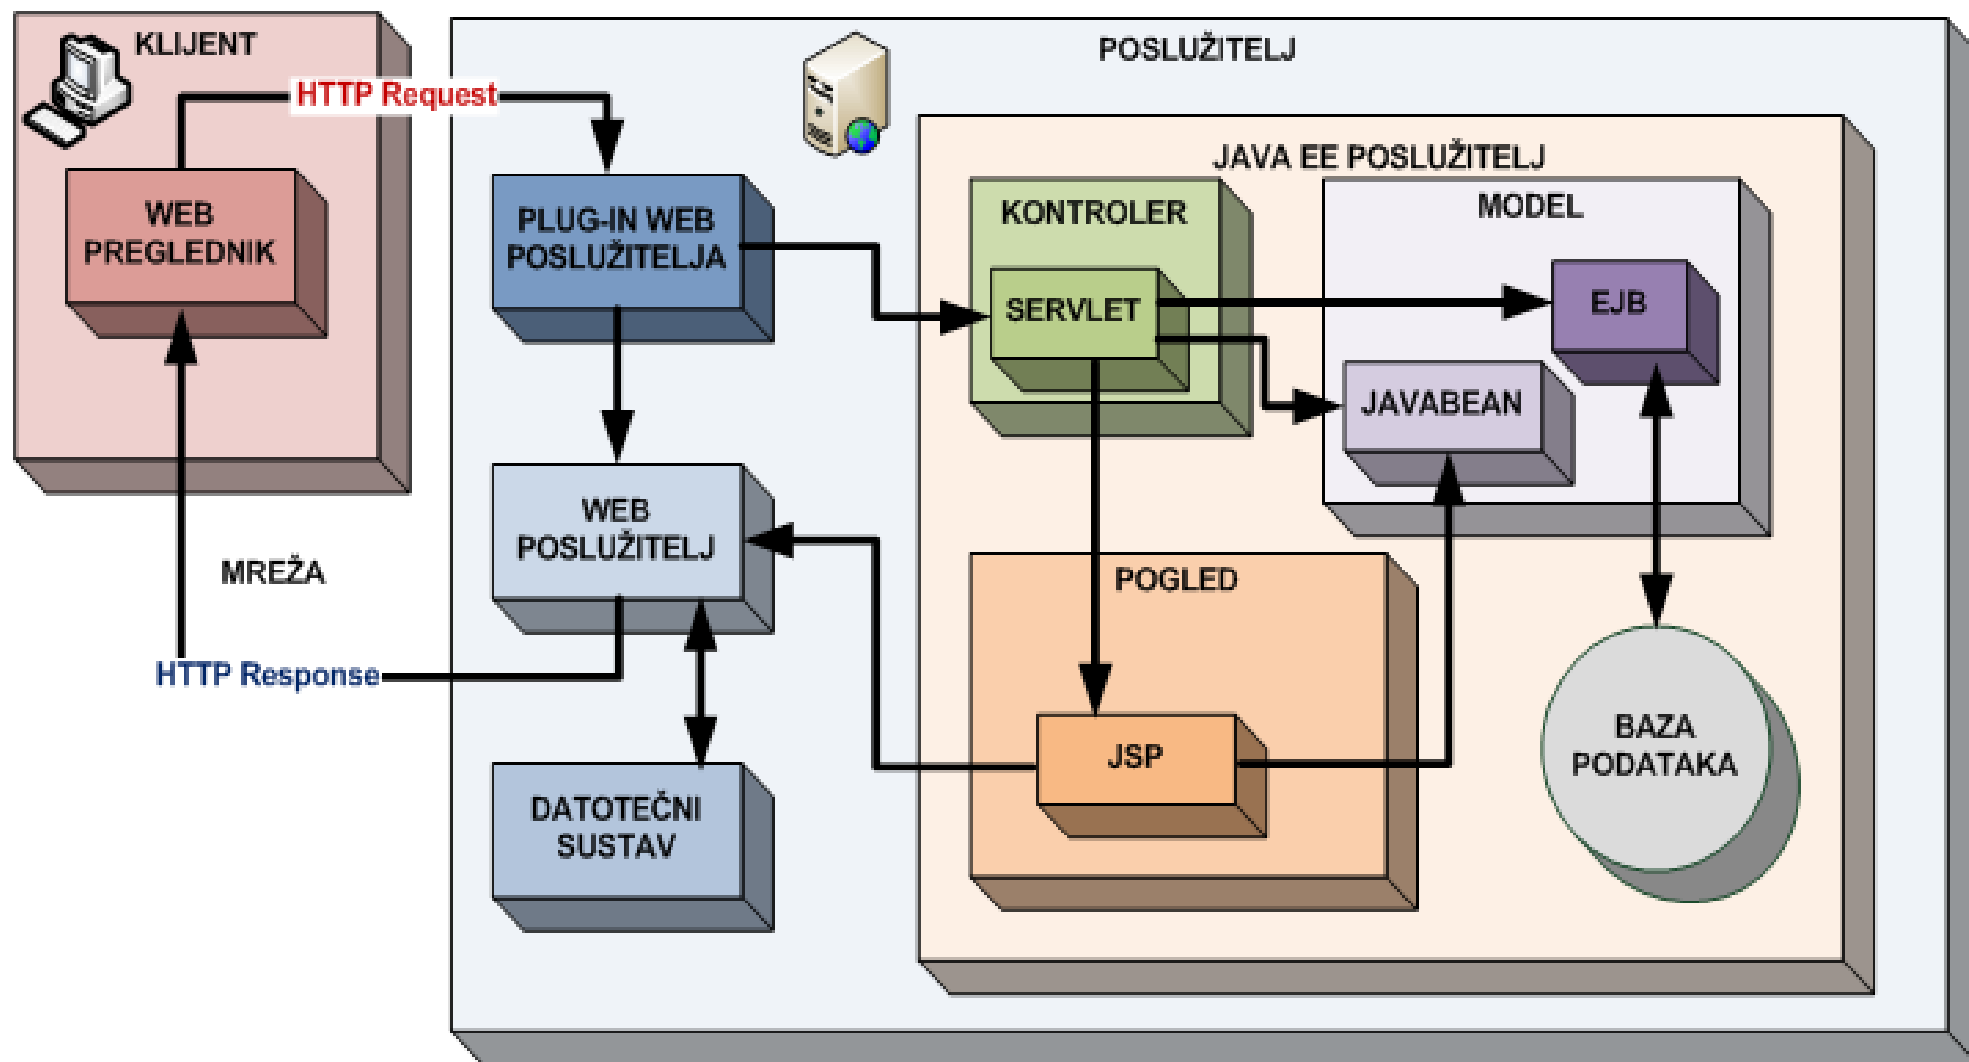 KLIJENT
POSLUŽITELJ
HTTP Request
JAVA EE POSLUŽITELJ
WEB
PREGLEDNIK
PLUG-IN WEB
POSLUŽITELJA
KONTROLER
MODEL
SERVLET
EJB
JAVABEAN
WEB
POSLUŽITELJ
MREŽA
POGLED
HTTP Response
JSP
BAZA
PODATAKA
DATOTEČNI
SUSTAV